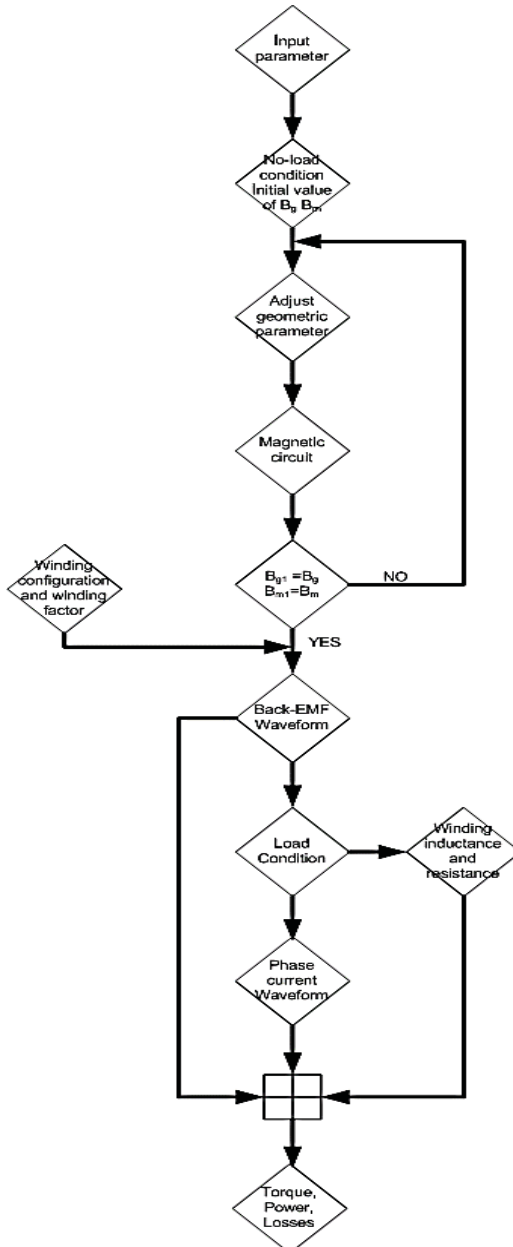 Input
parameter
No-load
condition
Initial value
of Bg Bm
Adjust
geometric
parameter
Magnetic
circuit
Winding
configuration
and winding
factor
Bg1 =Bg
Bm1=Bm
NO
YES
Back-EMF
Waveform
Load
Condition
Winding
inductance
and
resistance
Phase
current
Waveform
Torque,
Power,
Losses